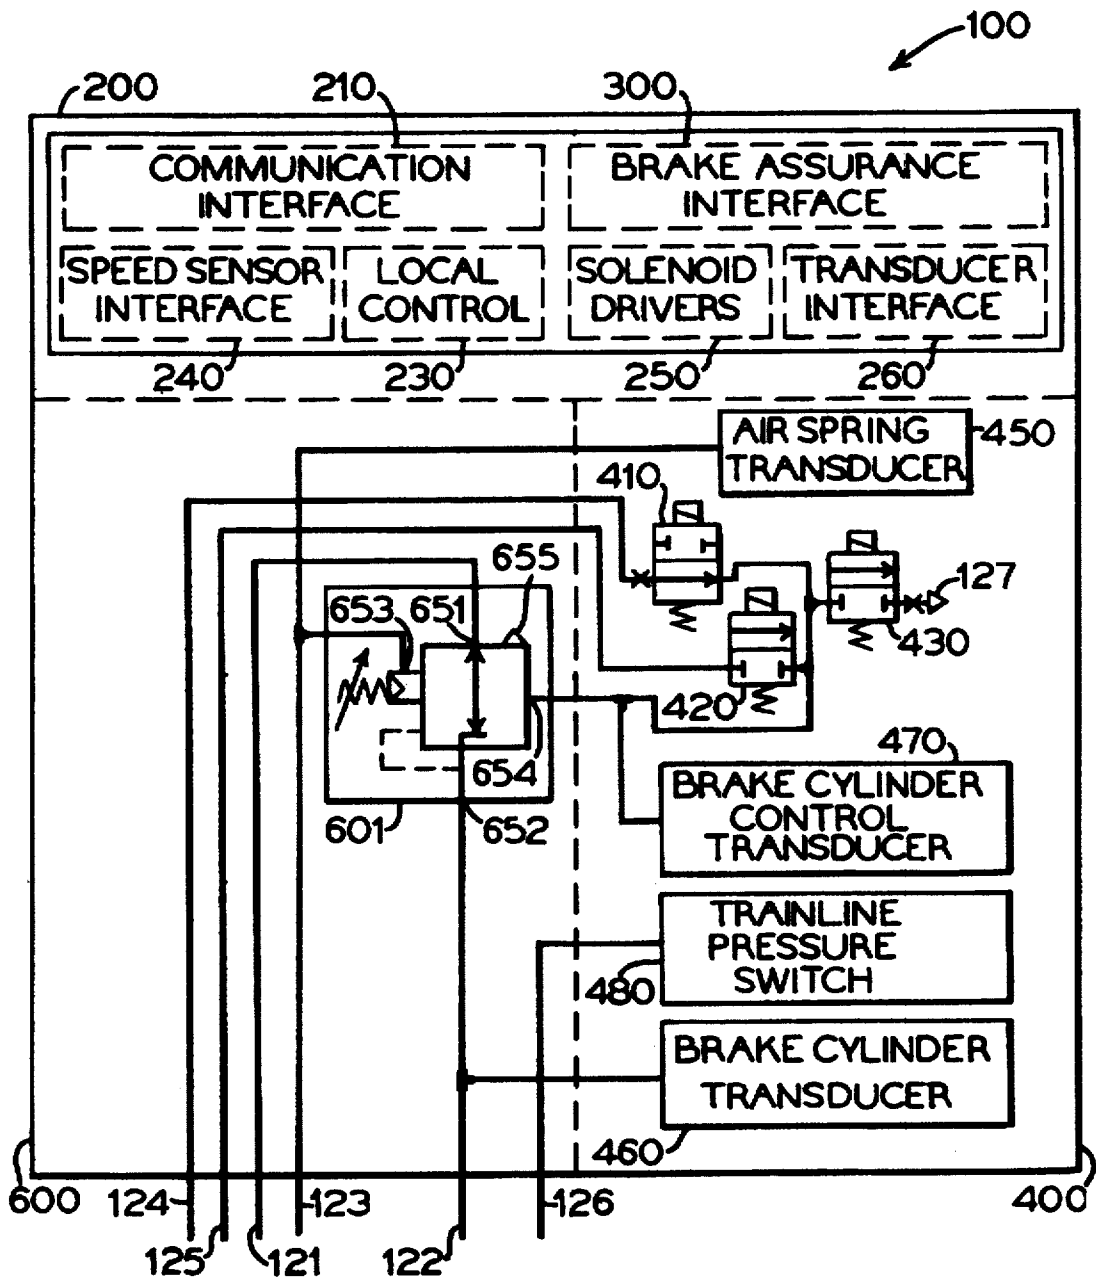 100
200
210
300
COMMUNICATION
INTERFACE
BRAKE ASSURANCE
INTERFACE
SPEED SENSOR
INTERFACE
LOCAL
CONTROL
SOLENOID
DRIVERS
TRANSDUCER
INTERFACE
240
230
250
260
AIR SPRING
TRANSDUCER
450
410
655
127
653
651
430
420
654
470
601
652
BRAKE CYLINDER
CONTROL
TRANSDUCER
TRAINLINE
PRESSURE
SWITCH
480
BRAKE CYLINDER
TRANSDUCER
460
600
124
123
126
400
125
121
122